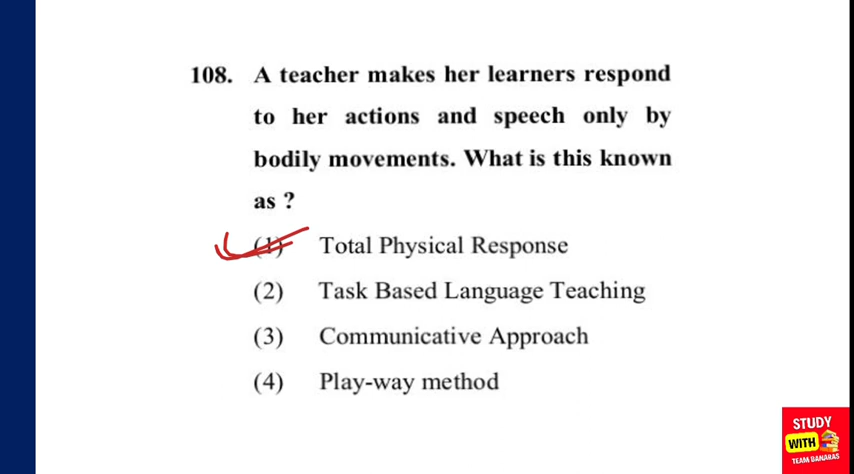 108. A teacher makes her learners respond
to her actions and speech only by
bodily movements. What is this known
as ?
(1) Total Physical Response
(2) Task Based Language Teaching
(3) Communicative Approach
(4) Play-way method
STUDY
WITH
TEAM BANARAS